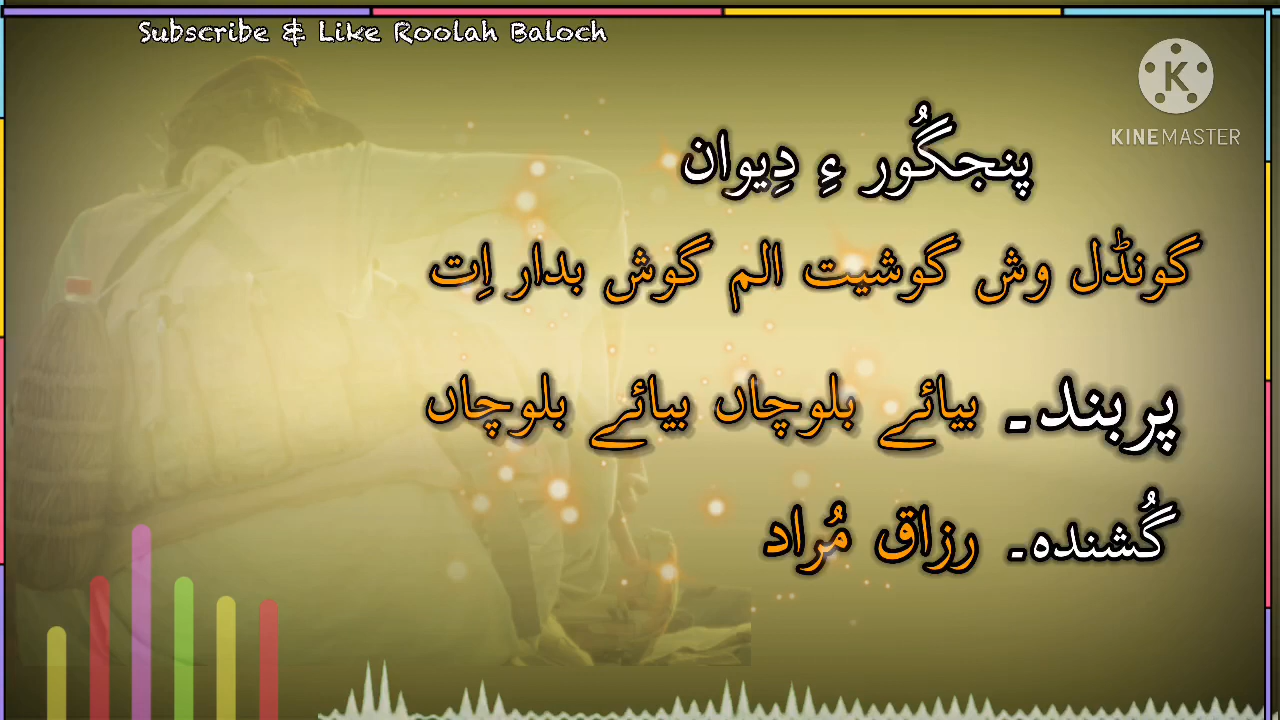 Subscribe & Like Roolah Baloch
K
KINEMASTER
پنجگُور ءِ دِیوان
گونڈل وش گوشیت الم گوش بدار اِت
پربند۔ بیائے بلوچاں بیائے بلوچاں
گُشندہ۔ رزاق مُراد